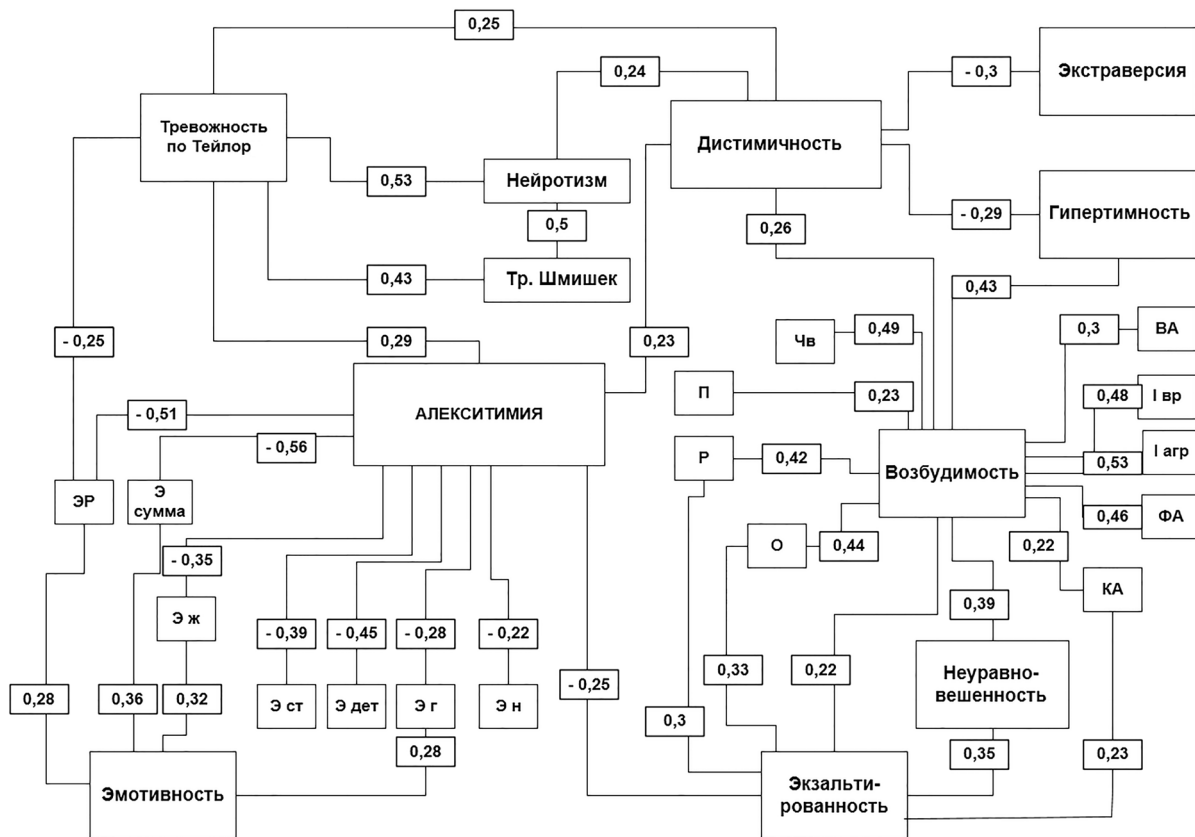 0,25
Экстраверсия
- 0,3
0,24
Тревожность
по Тейлор
Дистимичность
Нейротизм
0,53
Гипертимность
- 0,29
0,5
0,26
Тр. Шмишек
0,43
0,43
- 0,25
0,29
0,23
Чв
0,49
0,3
ВА
П
0,23
0,48
I вр
АЛЕКСИТИМИЯ
- 0,51
- 0,56
Р
0,42
Возбудимость
0,53
I агр
ЭР
Э
сумма
0,46
ФА
- 0,35
О
0,44
0,22
Э ж
КА
0,39
- 0,39
- 0,45
- 0,28
- 0,22
0,28
0,36
0,32
Э ст
Э дет
Э г
Э н
- 0,25
0,33
0,22
Неуравно-
вешенность
0,3
0,28
0,35
0,23
Эмотивность
Экзальти-
рованность